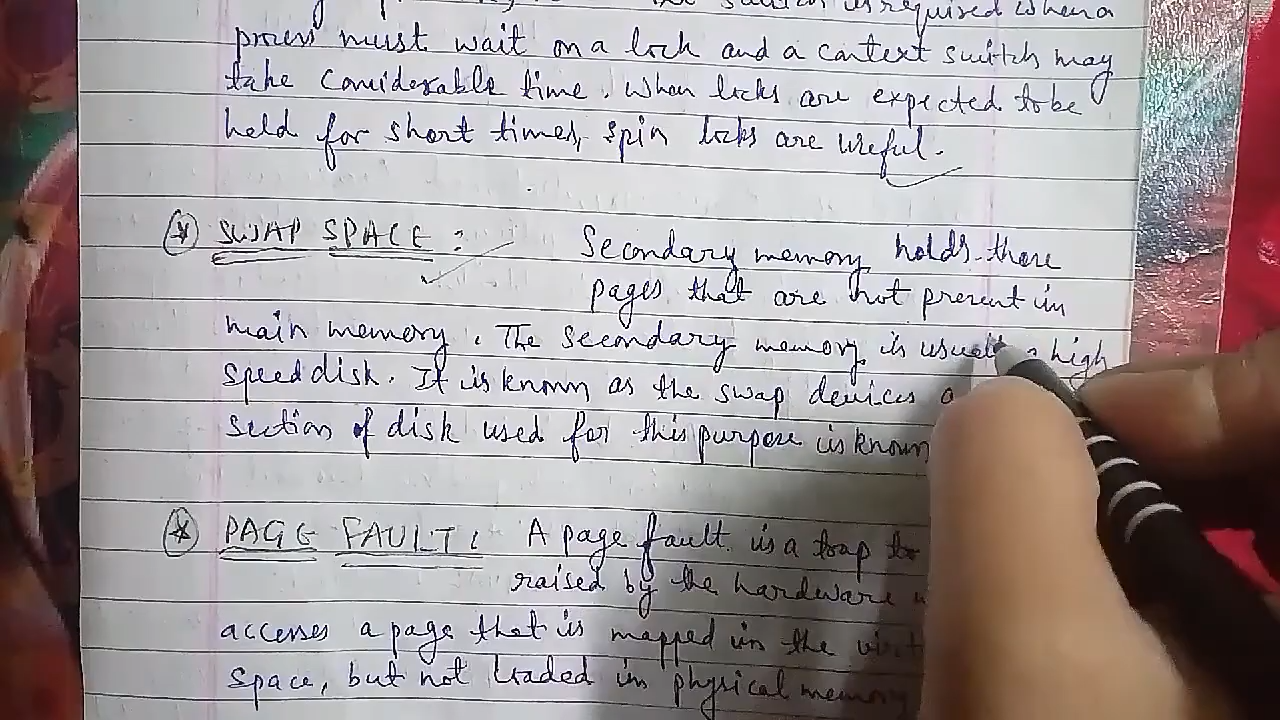 is required when a
process must wait on a lock and a context switch may
take considerable time. When locks are expected to be
held for short times, spin locks are useful.
* SWAP SPACE : Secondary memory holds those
pages that are not present in
main memory. The Secondary memory is usually a high
speed disk. It is known as the swap devices
section of disk used for this purpose is known
* PAGE FAULT : A page fault is a trap to
raised by the hardware
accesses a page that is mapped in the
space, but not loaded in physical memory